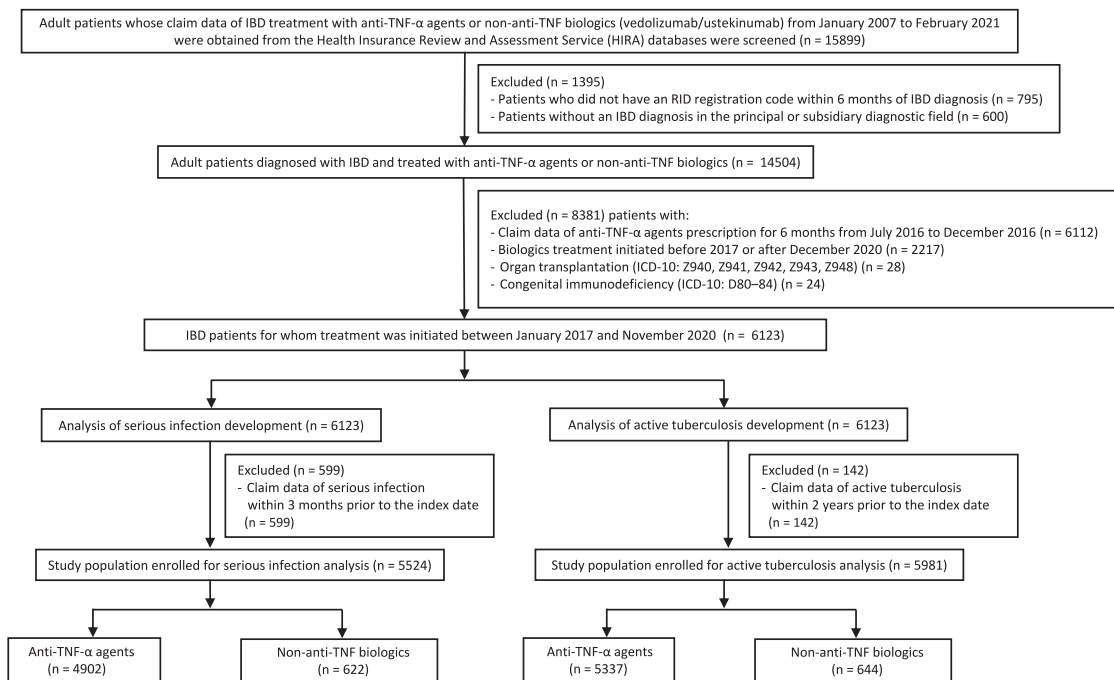 Adult patients whose claim data of IBD treatment with anti-TNF-α agents or non-anti-TNF biologics (vedolizumab/ustekinumab) from January 2007 to February 2021
were obtained from the Health Insurance Review and Assessment Service (HIRA) databases were screened (n = 15899)
Excluded (n = 1395)
- Patients who did not have an RID registration code within 6 months of IBD diagnosis (n = 795)
- Patients without an IBD diagnosis in the principal or subsidiary diagnostic field (n = 600)
Adult patients diagnosed with IBD and treated with anti-TNF-α agents or non-anti-TNF biologics (n = 14504)
Excluded (n = 8381) patients with:
- Claim data of anti-TNF-α agents prescription for 6 months from July 2016 to December 2016 (n = 6112)
- Biologics treatment initiated before 2017 or after December 2020 (n = 2217)
- Organ transplantation (ICD-10: Z940, Z941, Z942, Z943, Z948) (n = 28)
- Congenital immunodeficiency (ICD-10: D80–84) (n = 24)
IBD patients for whom treatment was initiated between January 2017 and November 2020 (n = 6123)
Analysis of serious infection development (n = 6123)
Excluded (n = 599)
- Claim data of serious infection
within 3 months prior to the index date
(n = 599)
Study population enrolled for serious infection analysis (n = 5524)
Anti-TNF-α agents
(n = 4902)
Non-anti-TNF biologics
(n = 622)
Analysis of active tuberculosis development (n = 6123)
Excluded (n = 142)
- Claim data of active tuberculosis
within 2 years prior to the index date
(n = 142)
Study population enrolled for active tuberculosis analysis (n = 5981)
Anti-TNF-α agents
(n = 5337)
Non-anti-TNF biologics
(n = 644)